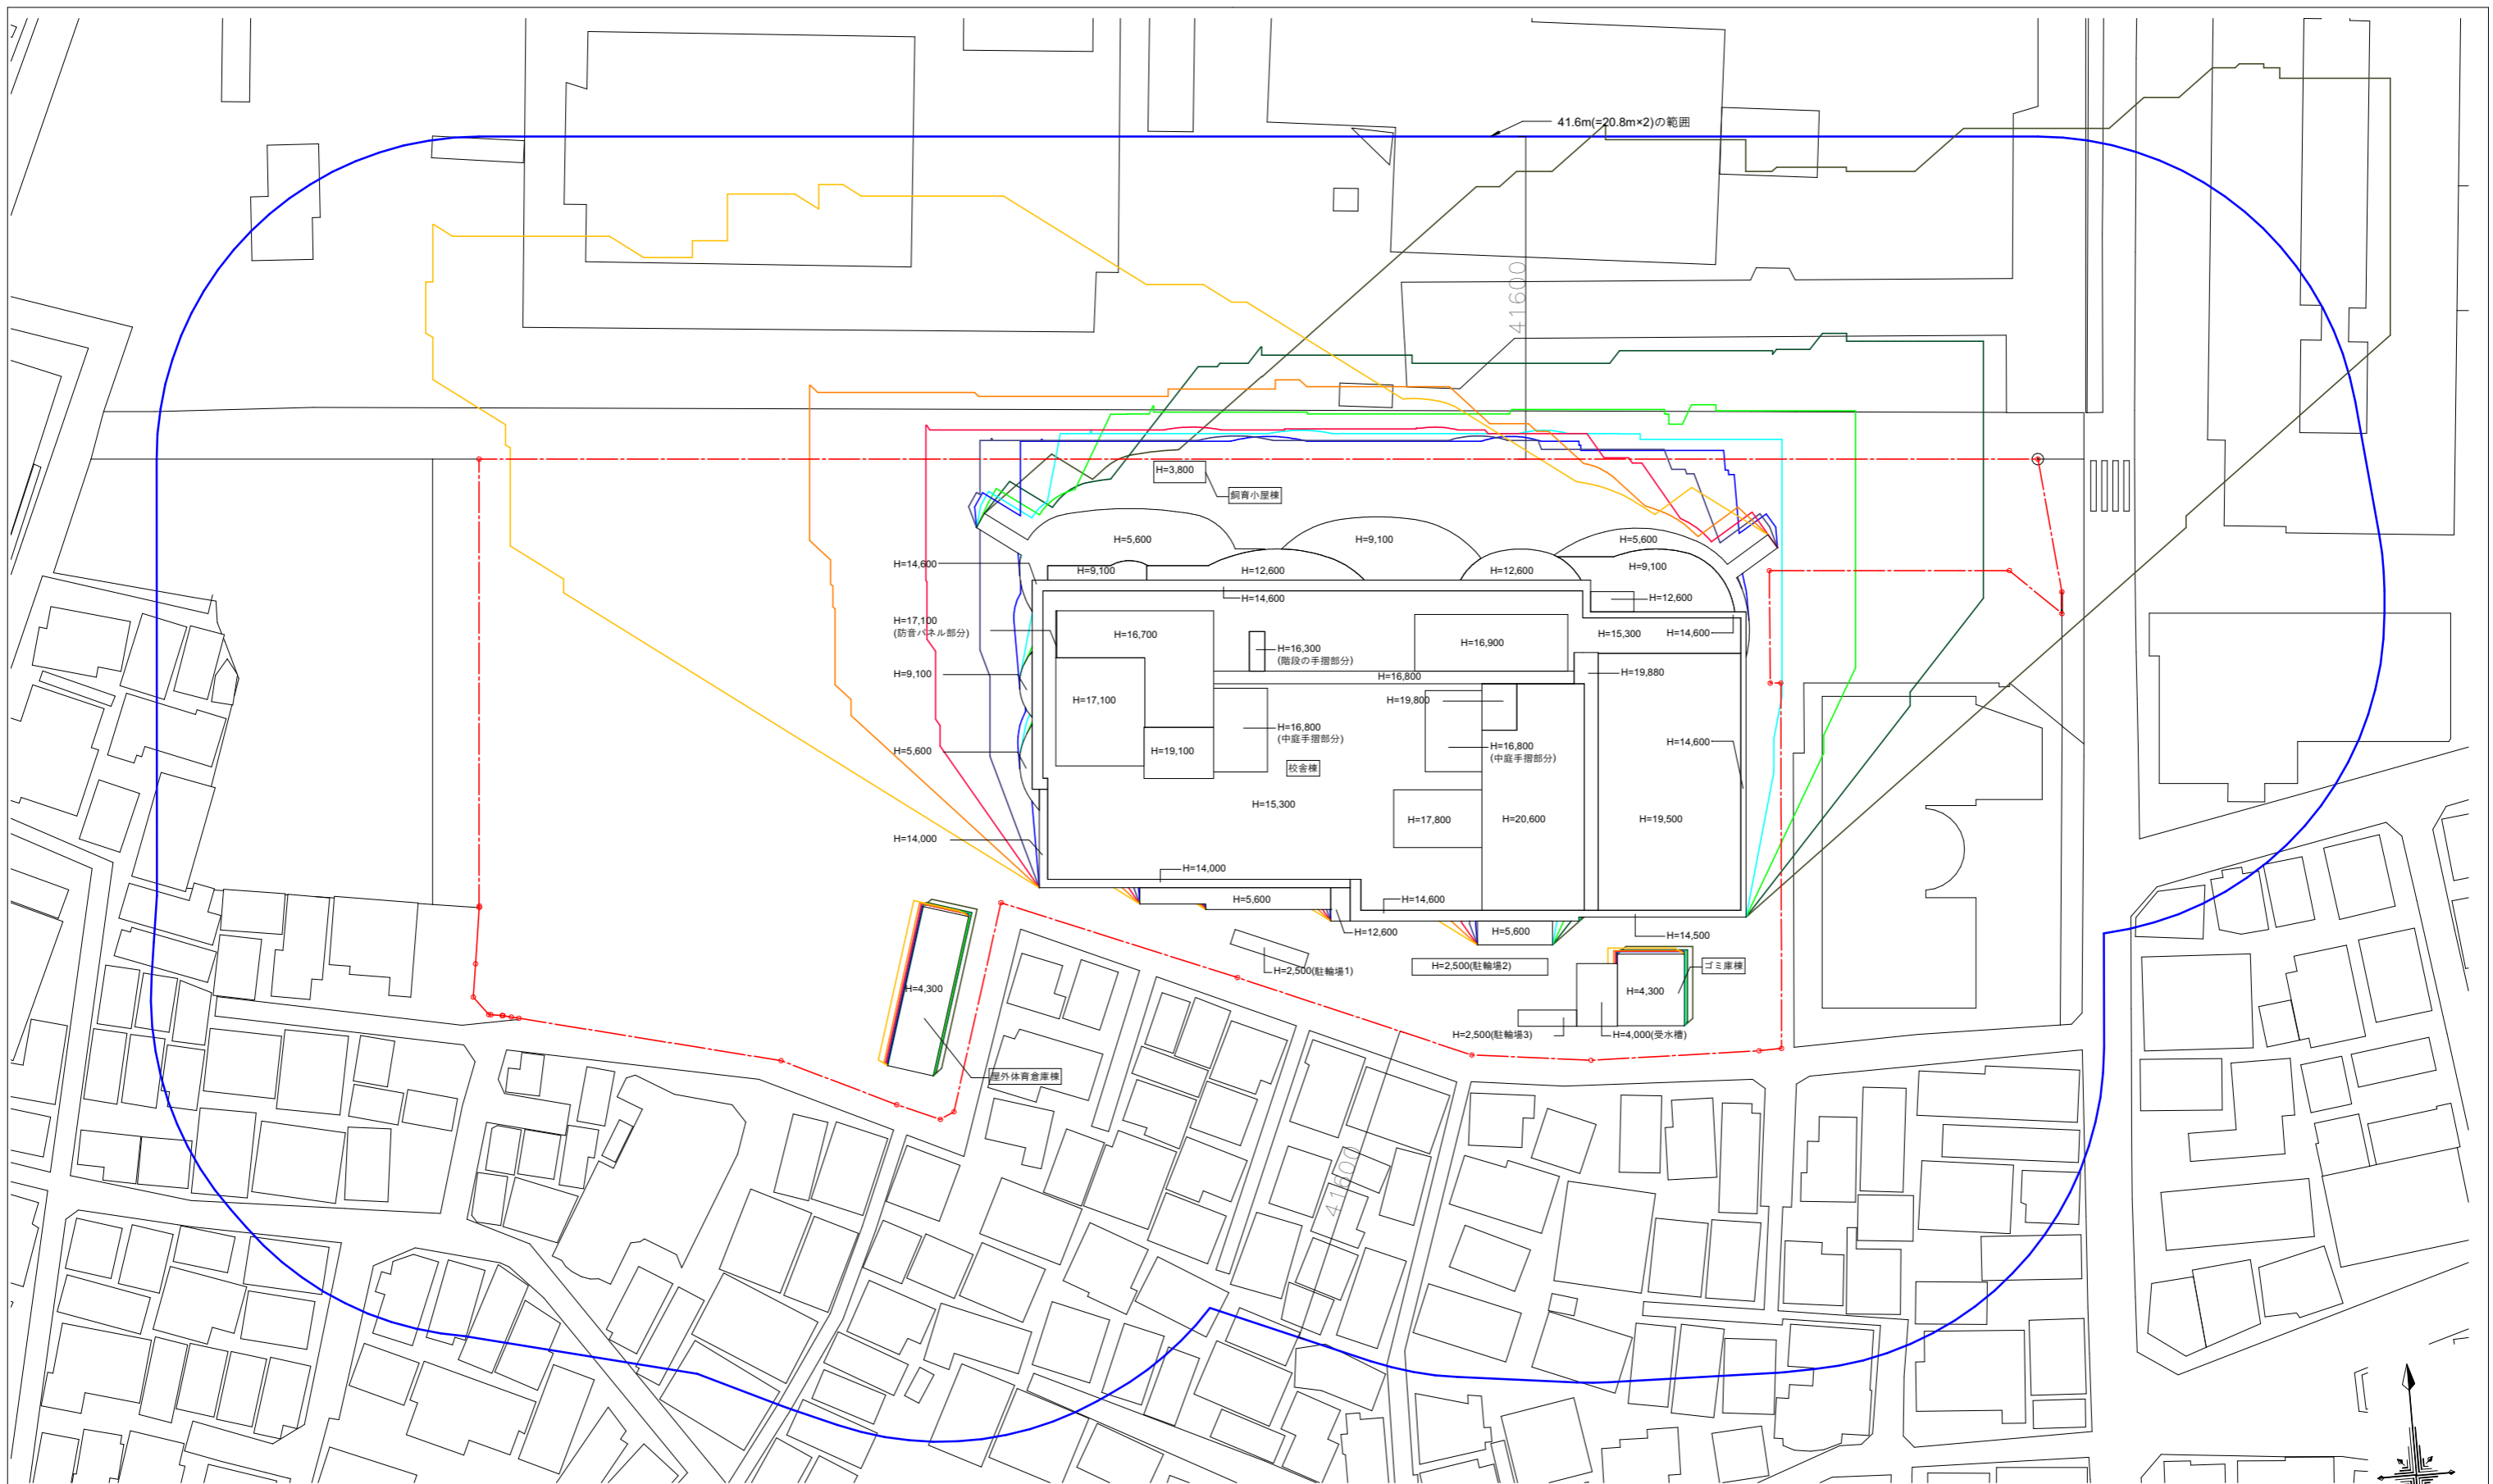 41.6m(=20.8m×2)の範囲
41600
H=3,800
飼育小屋棟
H=5,600
H=9,100
H=5,600
H=14,600
H=9,100
H=12,600
H=12,600
H=9,100
H=14,600
H=12,600
H=17,100
(防音パネル部分)
H=16,700
H=16,300
(階段の手摺部分)
H=16,900
H=15,300
H=14,600
H=9,100
H=16,800
H=19,880
H=17,100
H=19,800
H=16,800
(中庭手摺部分)
H=5,600
H=19,100
H=16,800
(中庭手摺部分)
H=14,600
校舎棟
H=15,300
H=17,800
H=20,600
H=19,500
H=14,000
H=14,000
H=5,600
H=14,600
H=12,600
H=5,600
H=14,500
H=2,500(駐輪場1)
H=2,500(駐輪場2)
ゴミ庫棟
H=4,300
H=4,300
H=2,500(駐輪場3)
H=4,000(受水槽)
屋外体育倉庫棟
41600